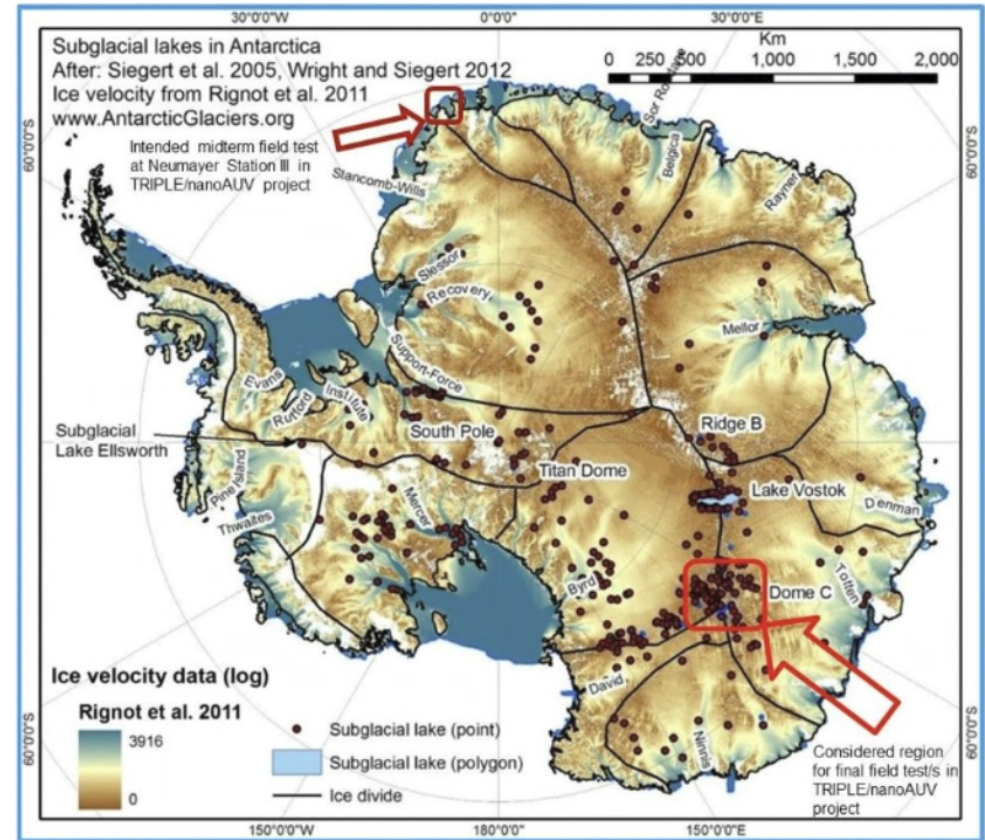 30°0'0"W
0°0'0"
30°0'0"E
Subglacial lakes in Antarctica
After: Siegert et al. 2005, Wright and Siegert 2012
Ice velocity from Rignot et al. 2011
www.AntarcticGlaciers.org
Km
0 250 500 1,000 1,500 2,000
Intended midterm field test
at Neumayer Station III in
TRIPLE/nanoAUV project
60°0'0"S
60°0'0"S
Stancomb-Wills
Sor Rondane
Belgica
Rayner
Slessor
Recovery
Mellor
Support-Force
Evans
Rutford
Institute
South Pole
Ridge B
Subglacial
Lake Ellsworth
Titan Dome
Lake Vostok
Pine Island
Thwaites
Mercer
Denman
Byrd
Dome C
Totten
David
Ninnis
Ice velocity data (log)
Rignot et al. 2011
3916
0
Subglacial lake (point)
Subglacial lake (polygon)
Ice divide
Considered region
for final field test/s in
TRIPLE/nanoAUV
project
60°0'0"S
60°0'0"S
150°0'0"W
180°0'0"
150°0'0"E